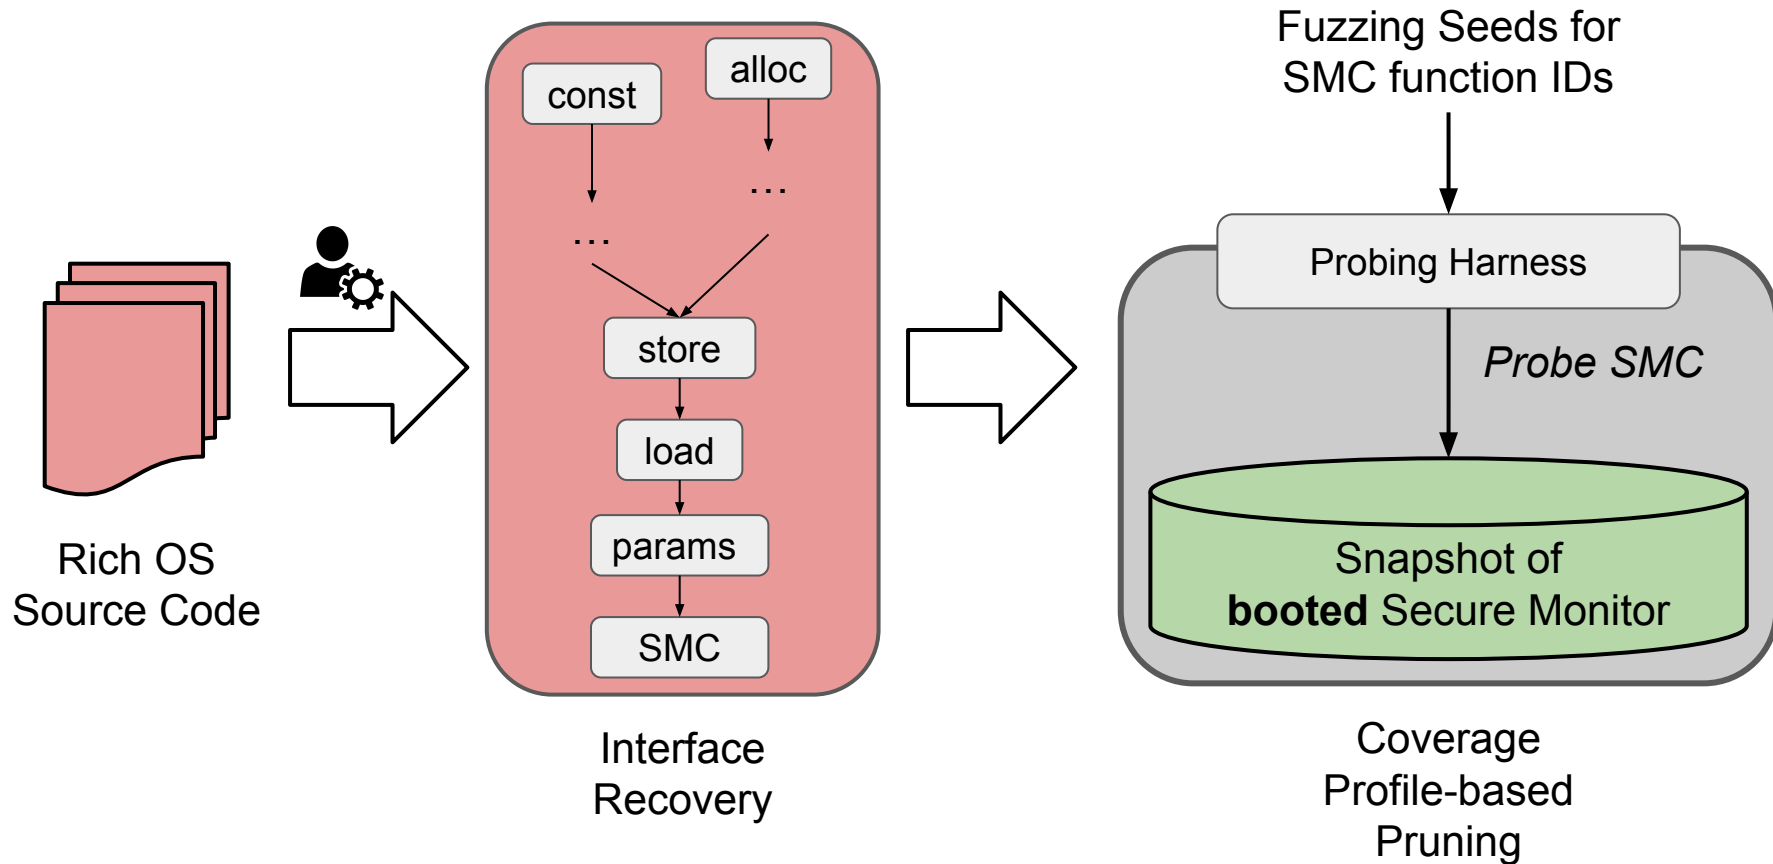 Rich OS
Source Code
const
alloc
...
...
store
load
params
SMC
Interface
Recovery
Fuzzing Seeds for
SMC function IDs
Probing Harness
Probe SMC
Snapshot of
booted Secure Monitor
Coverage
Profile-based
Pruning